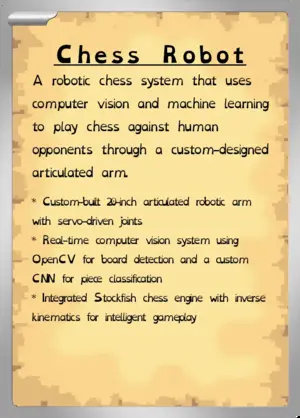 Chess Robot
A robotic chess system that uses
computer vision and machine learning
to play chess against human
opponents through a custom-designed
articulated arm.
* Custom-built 20-inch articulated robotic arm
with servo-driven joints
* Real-time computer vision system using
OpenCV for board detection and a custom
CNN for piece classification
* Integrated Stockfish chess engine with inverse
kinematics for intelligent gameplay